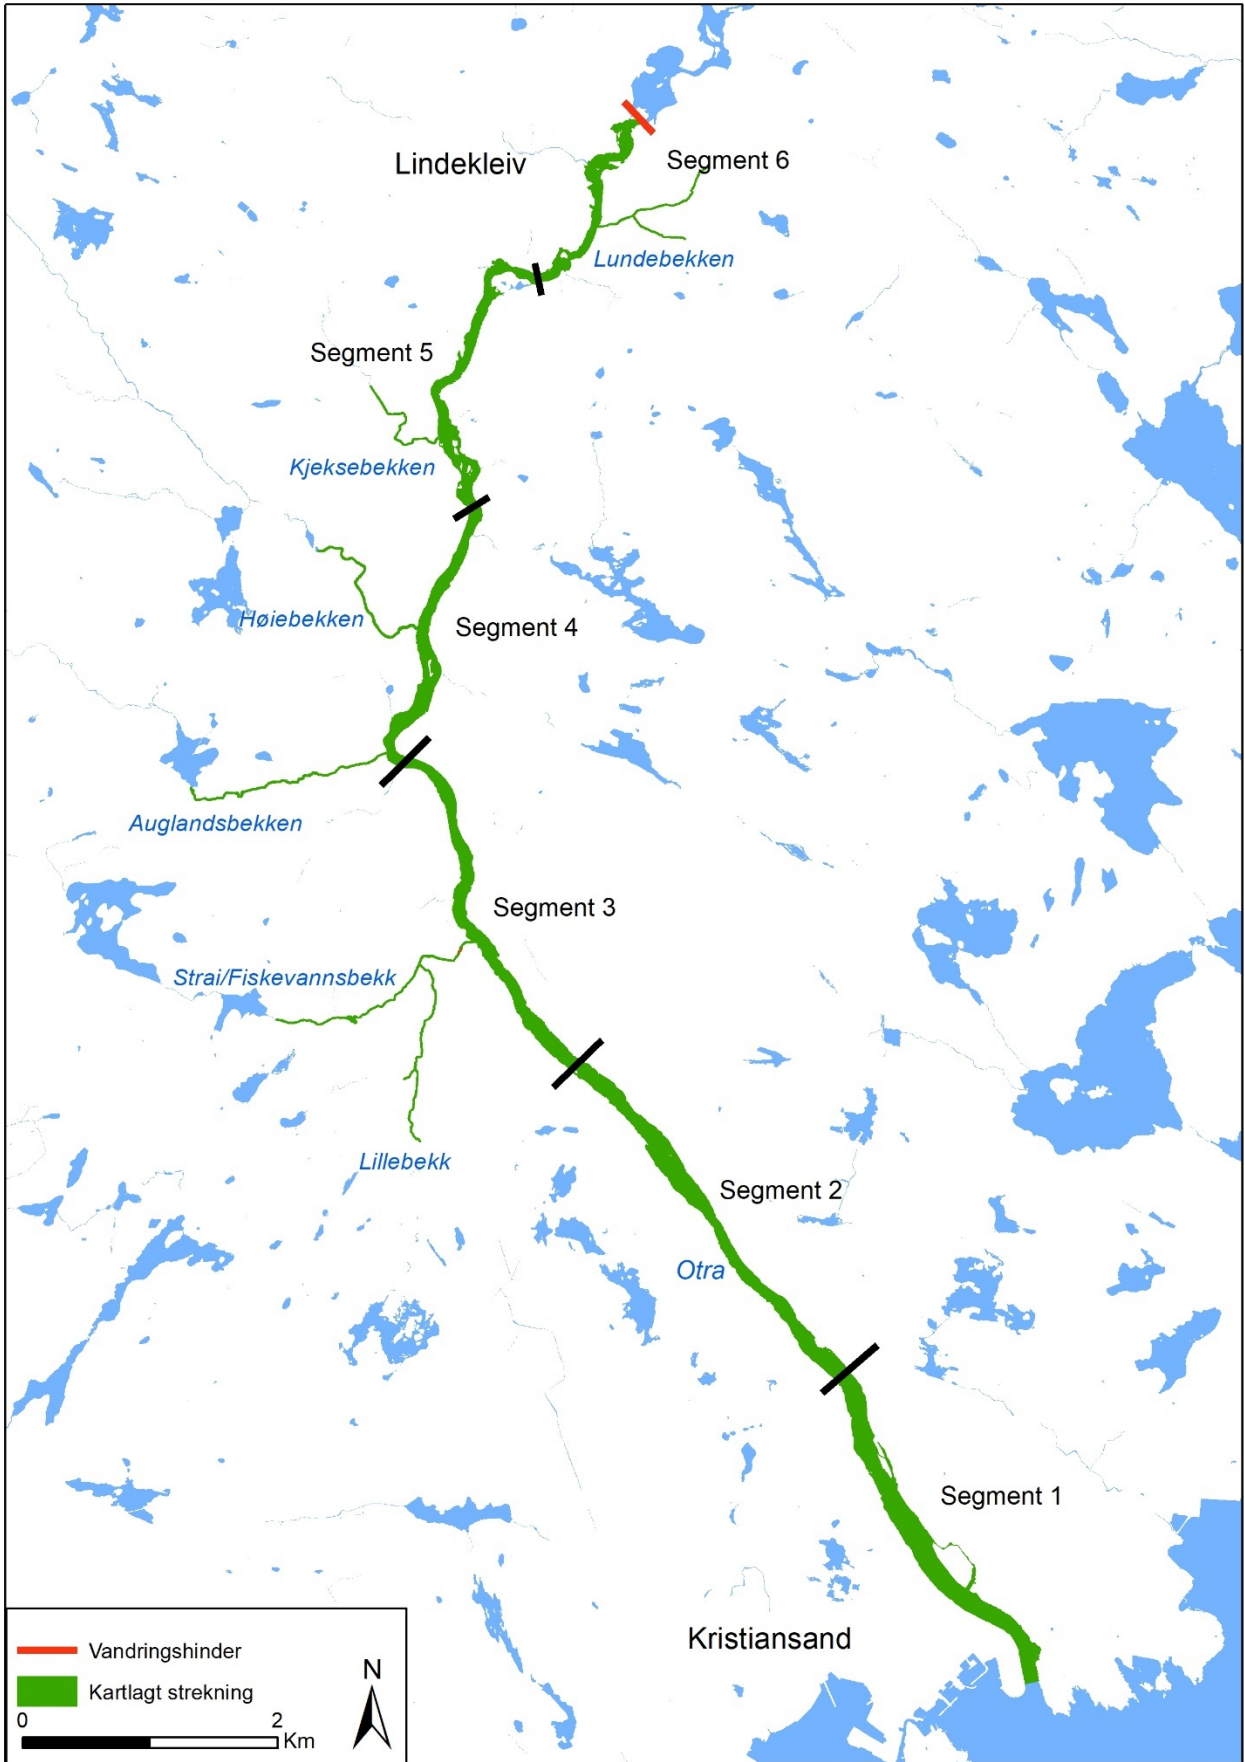 Lindekleiv
Segment 6
Lundebekken
Segment 5
Kjeksebekken
Høiebekken
Segment 4
Auglandsbekken
Segment 3
Strai/Fiskevannsbekk
Lillebekk
Segment 2
Otra
Segment 1
Kristiansand
Vandringshinder
Kartlagt strekning
N
0 2
Km